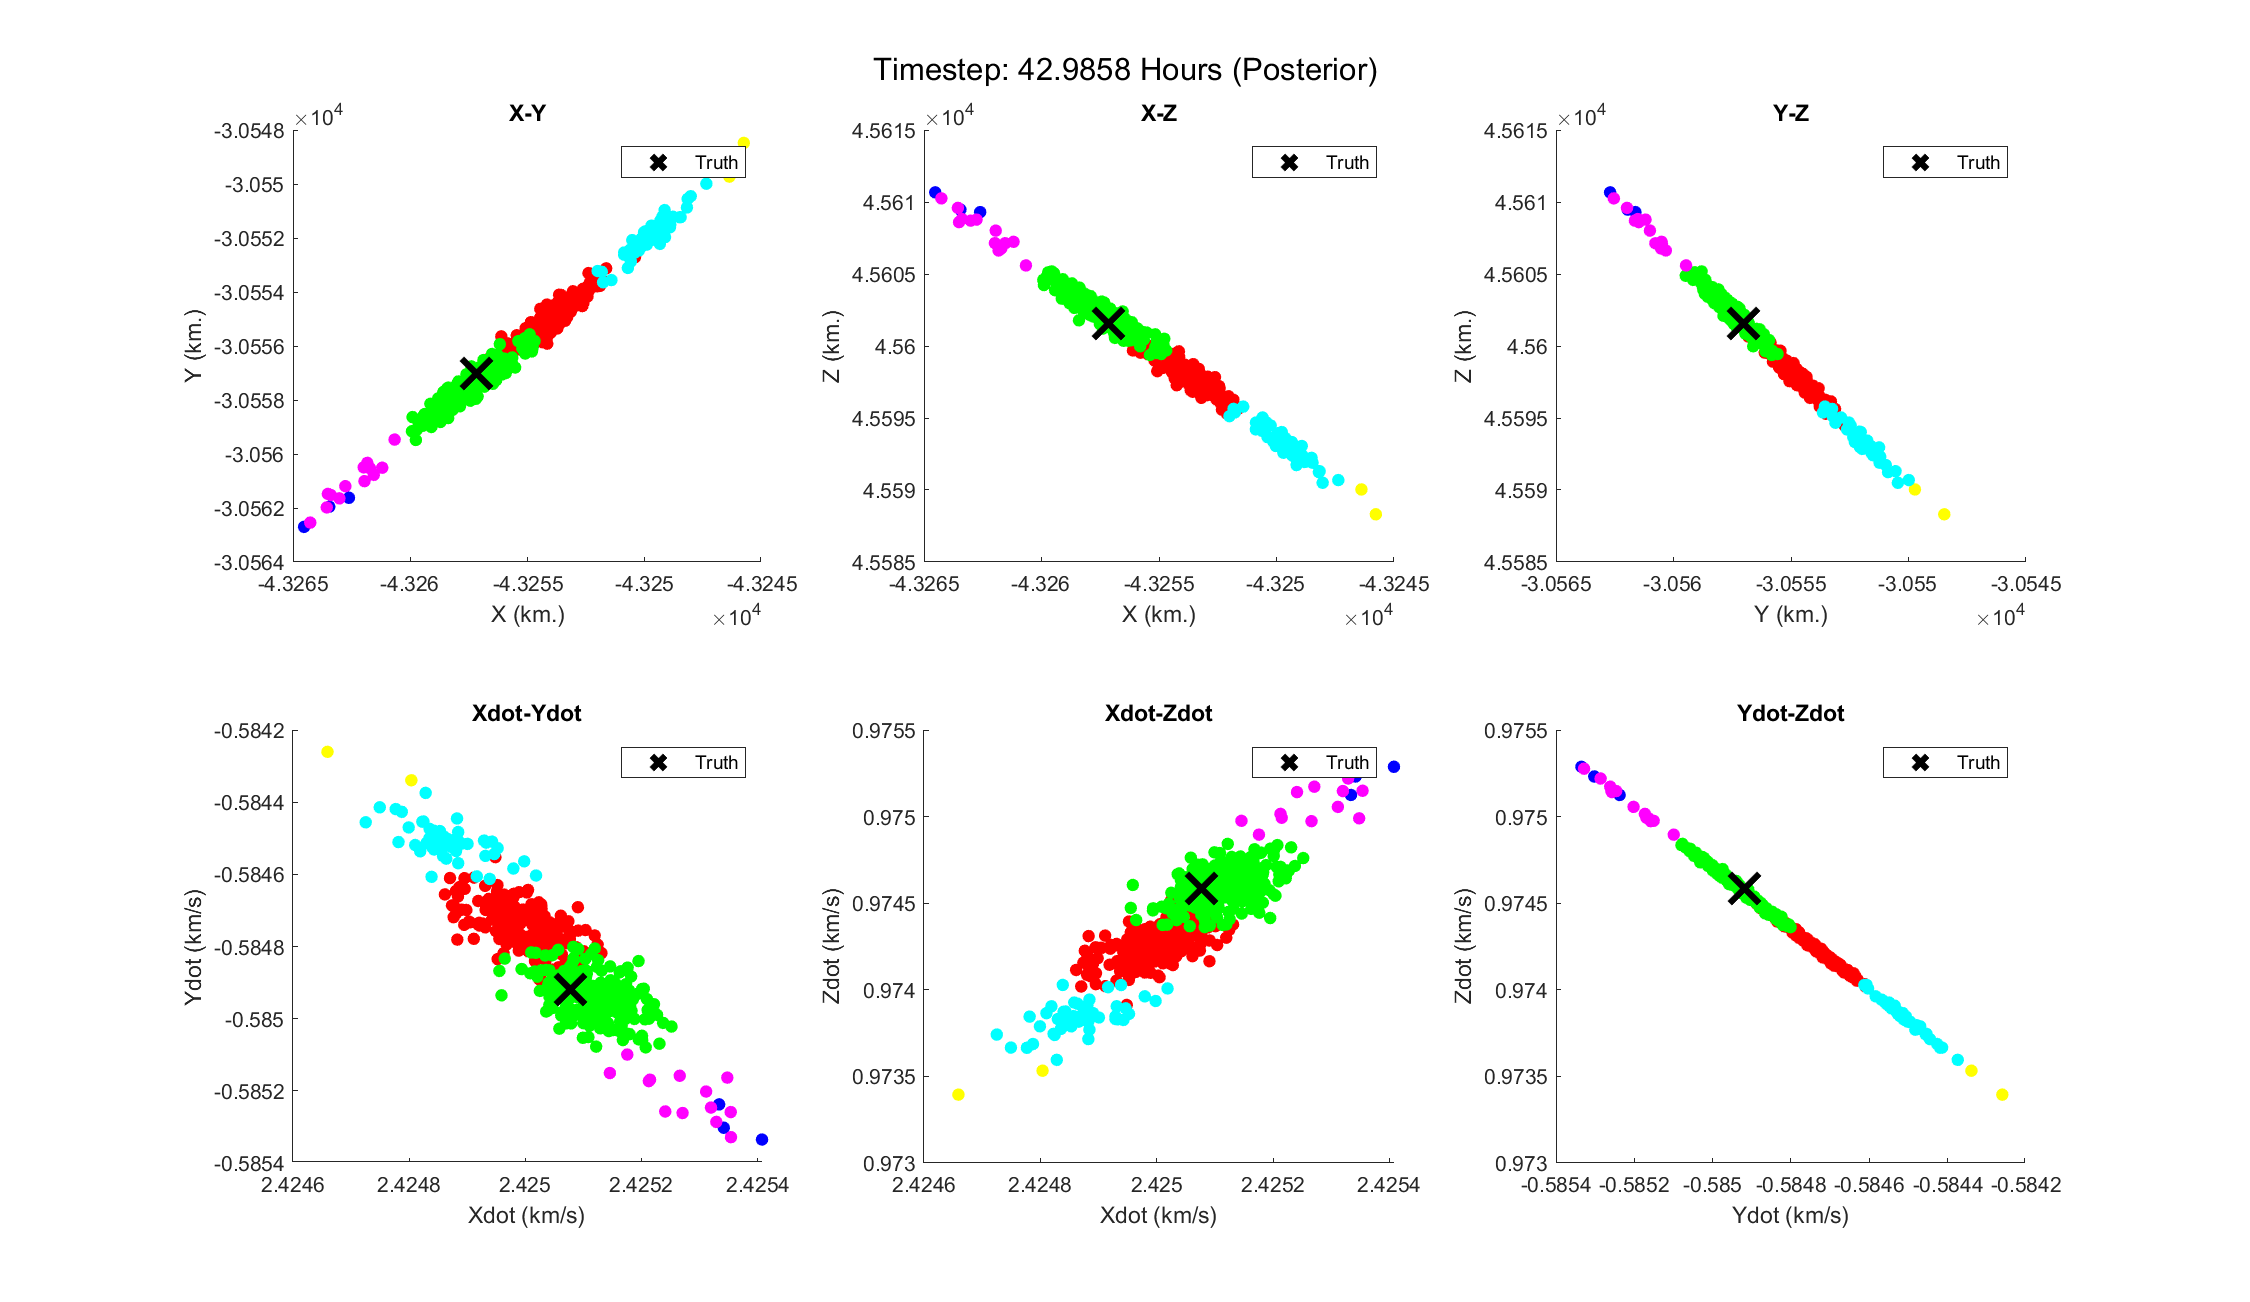 Timestep: 42.9858 Hours (Posterior)
X-Y
×10^4
-3.0548
-3.055
-3.0552
-3.0554
-3.0556
-3.0558
-3.056
-3.0562
-3.0564
Y (km.)
Truth
-4.3265 -4.326 -4.3255 -4.325 -4.3245
X (km.)
×10^4
X-Z
×10^4
4.5615
4.561
4.5605
4.56
4.5595
4.559
4.5585
Z (km.)
Truth
-4.3265 -4.326 -4.3255 -4.325 -4.3245
X (km.)
×10^4
Y-Z
×10^4
4.5615
4.561
4.5605
4.56
4.5595
4.559
4.5585
Z (km.)
Truth
-3.0565 -3.056 -3.0555 -3.055 -3.0545
Y (km.)
×10^4
Xdot-Ydot
-0.5842
-0.5844
-0.5846
-0.5848
-0.585
-0.5852
-0.5854
Ydot (km/s)
Truth
2.4246 2.4248 2.425 2.4252 2.4254
Xdot (km/s)
Xdot-Zdot
0.9755
0.975
0.9745
0.974
0.9735
0.973
Zdot (km/s)
Truth
2.4246 2.4248 2.425 2.4252 2.4254
Xdot (km/s)
Ydot-Zdot
0.9755
0.975
0.9745
0.974
0.9735
0.973
Zdot (km/s)
Truth
-0.5854 -0.5852 -0.585 -0.5848 -0.5846 -0.5844 -0.5842
Ydot (km/s)